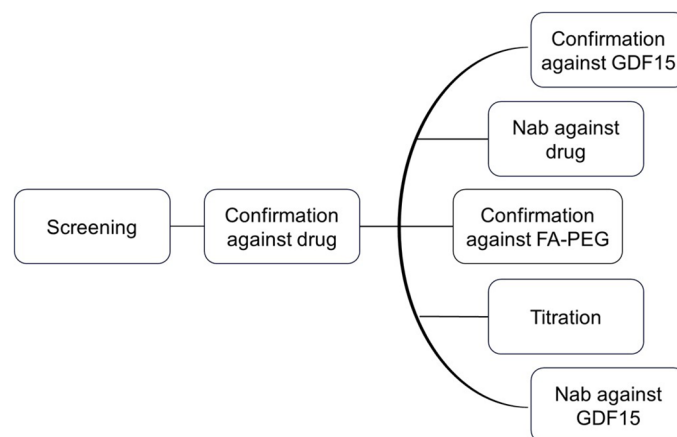 Screening
Confirmation
against drug
Confirmation
against GDF15
Nab against
drug
Confirmation
against FA-PEG
Titration
Nab against
GDF15